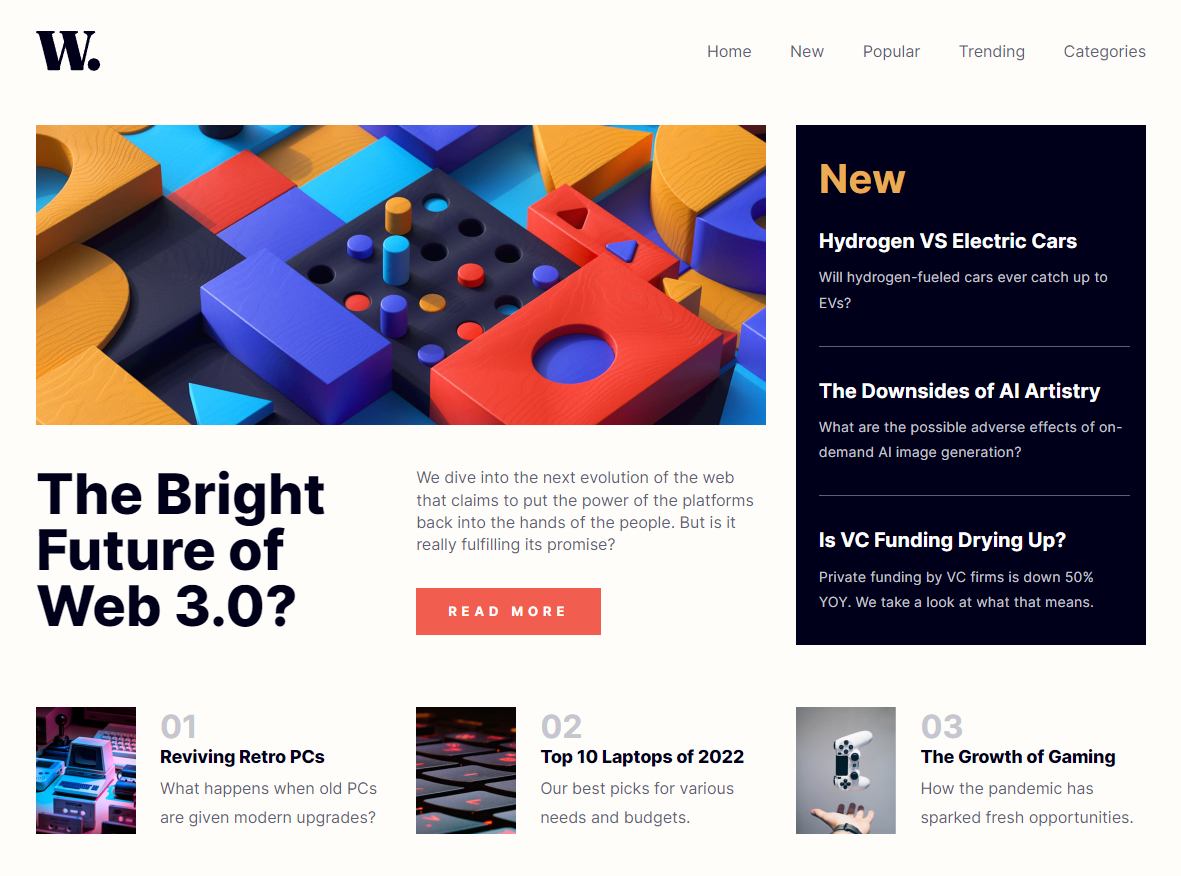 W.
Home New Popular Trending Categories
The Bright
Future of
Web 3.0?
We dive into the next evolution of the web
that claims to put the power of the platforms
back into the hands of the people. But is it
really fulfilling its promise?
READ MORE
New
Hydrogen VS Electric Cars
Will hydrogen-fueled cars ever catch up to
EVs?
The Downsides of AI Artistry
What are the possible adverse effects of on-
demand AI image generation?
Is VC Funding Drying Up?
Private funding by VC firms is down 50%
YOY. We take a look at what that means.
01
Reviving Retro PCs
What happens when old PCs
are given modern upgrades?
02
Top 10 Laptops of 2022
Our best picks for various
needs and budgets.
03
The Growth of Gaming
How the pandemic has
sparked fresh opportunities.